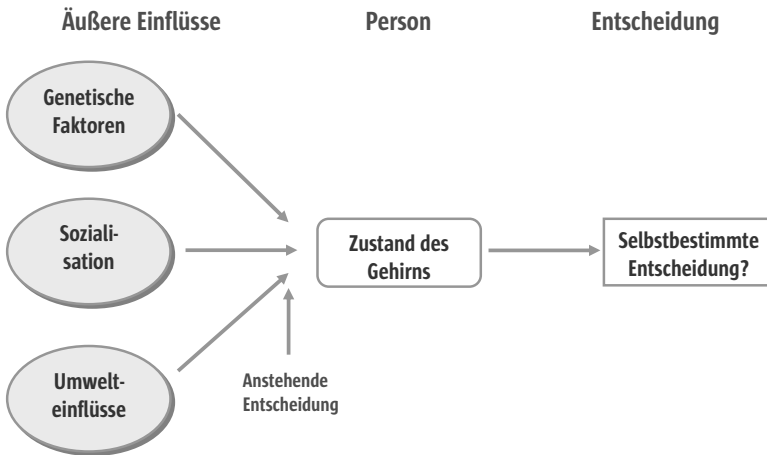 Äußere Einflüsse
Person
Entscheidung
Genetische
Faktoren
Soziali-
sation
Zustand des
Gehirns
Selbstbestimmte
Entscheidung?
Umwelt-
einflüsse
Anstehende
Entscheidung